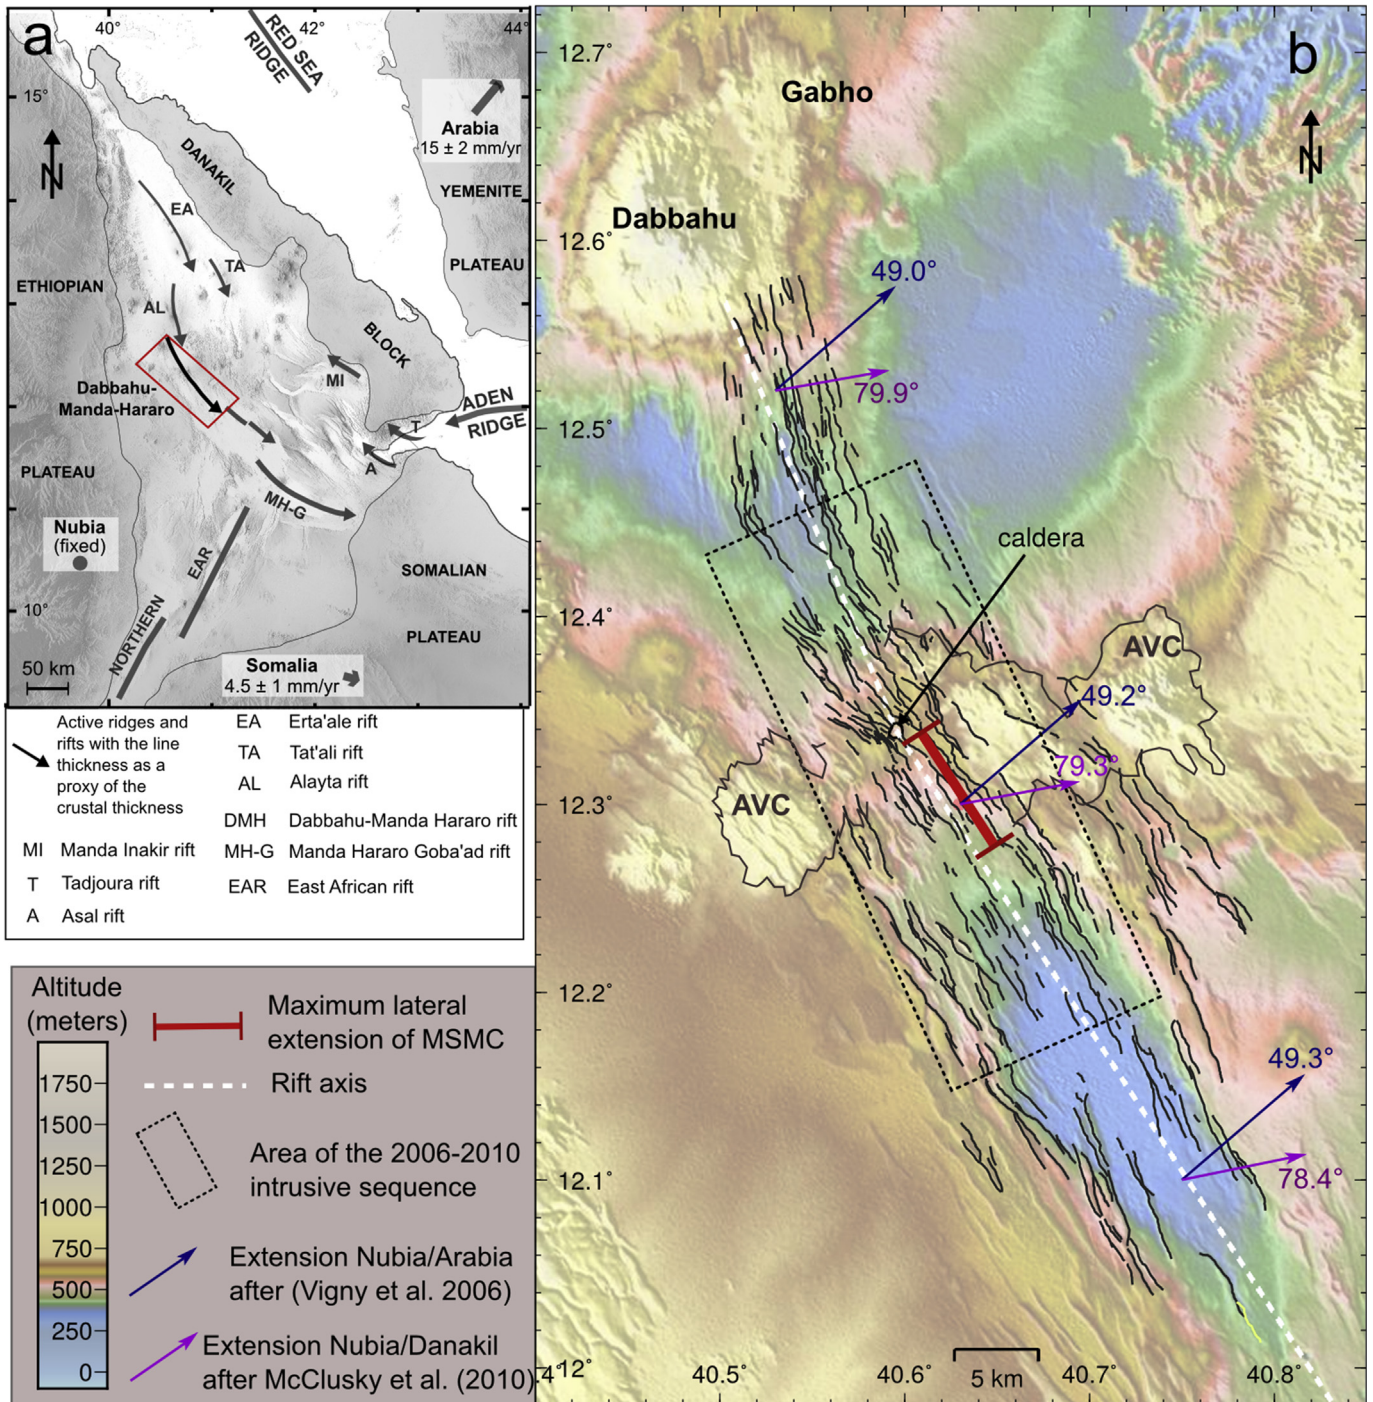 a
40°
42°
44°
RED SEA
RIDGE
15°
N
Arabia
15 ± 2 mm/yr
DANAKIL
YEMENITE
EA
TA
PLATEAU
ETHIOPIAN
AL
BLOCK
MI
Dabbahu-
Manda-Hararo
ADEN
RIDGE
T
A
PLATEAU
MH-G
Nubia
(fixed)
EAR
SOMALIAN
10°
NORTHERN
PLATEAU
50 km
Somalia
4.5 ± 1 mm/yr
Active ridges and
rifts with the line
thickness as a
proxy of the
crustal thickness
EA Erta'ale rift
TA Tat'ali rift
AL Alayta rift
DMH Dabbahu-Manda Hararo rift
MI Manda Inakir rift
MH-G Manda Hararo Goba'ad rift
T Tadjoura rift
EAR East African rift
A Asal rift
Altitude
(meters)
1750
1500
1250
1000
750
500
250
0
Maximum lateral
extension of MSMC
Rift axis
Area of the 2006-2010
intrusive sequence
Extension Nubia/Arabia
after (Vigny et al. 2006)
Extension Nubia/Danakil
after McClusky et al. (2010)
b
12.7°
Gabho
N
Dabbahu
12.6°
49.0°
79.9°
12.5°
caldera
12.4°
AVC
49.2°
79.3°
AVC
12.3°
12.2°
49.3°
78.4°
12.1°
12°
5 km
4°
40.5°
40.6°
40.7°
40.8°